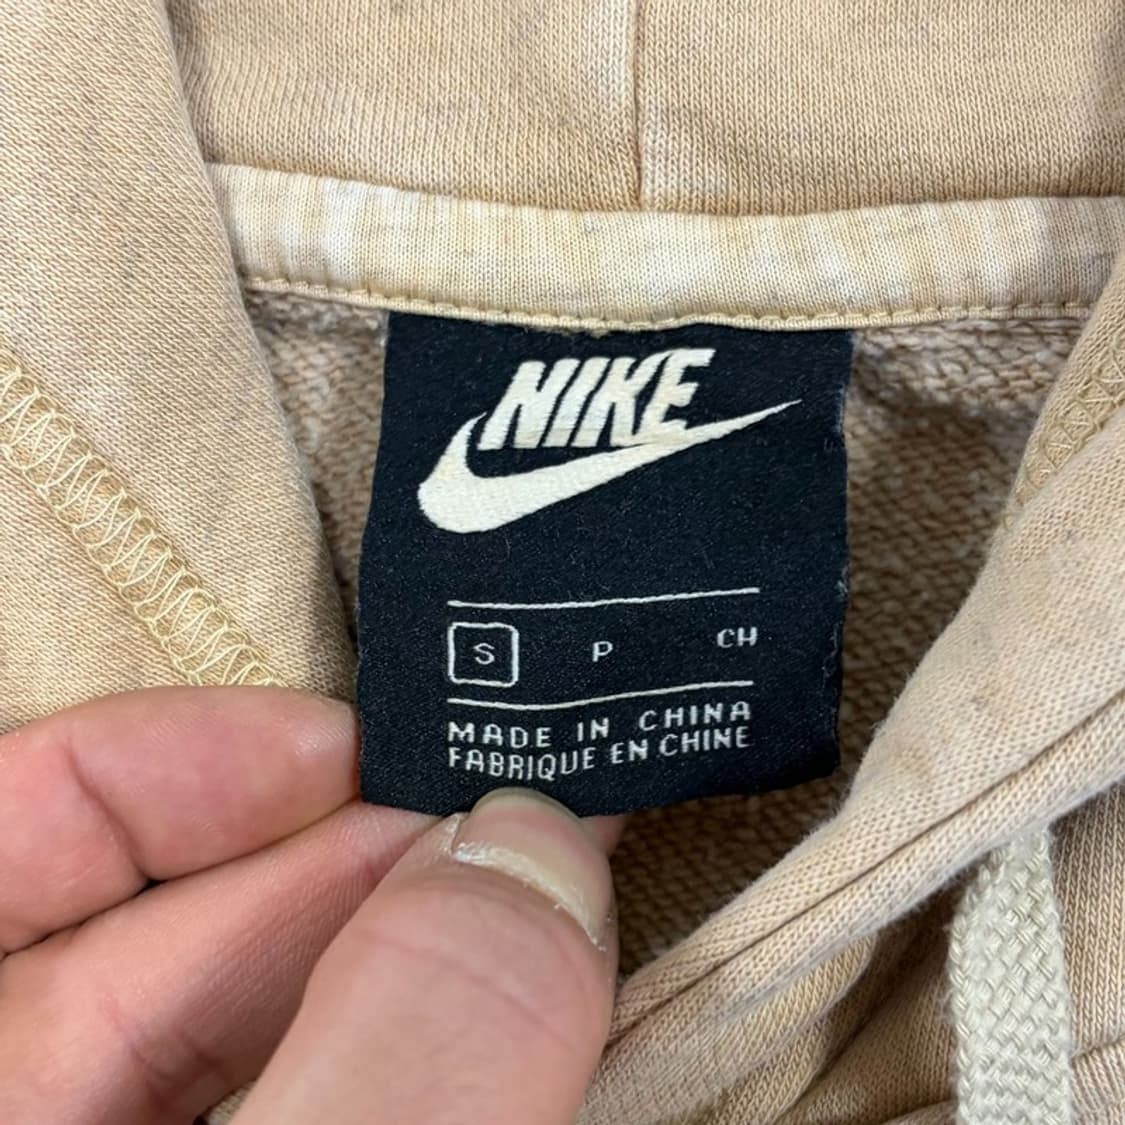 NIKE
S P CH
MADE IN CHINA
FABRIQUE EN CHINE